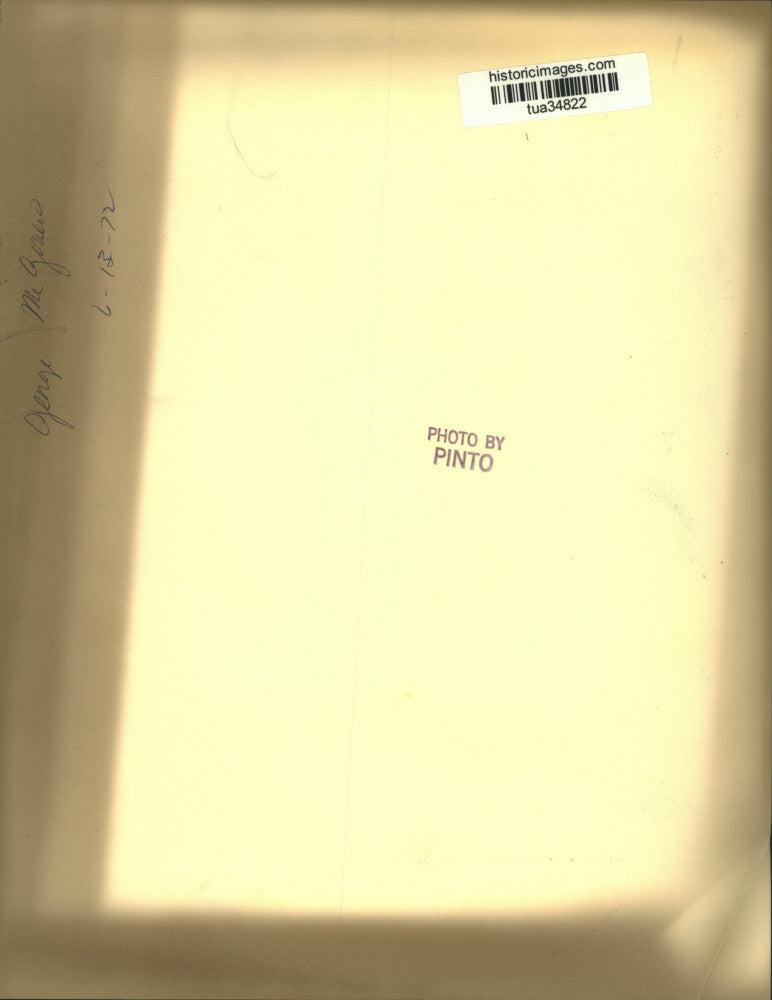 historicimages.com
tua34822
George McGovern
6-13-72
PHOTO BY
PINTO